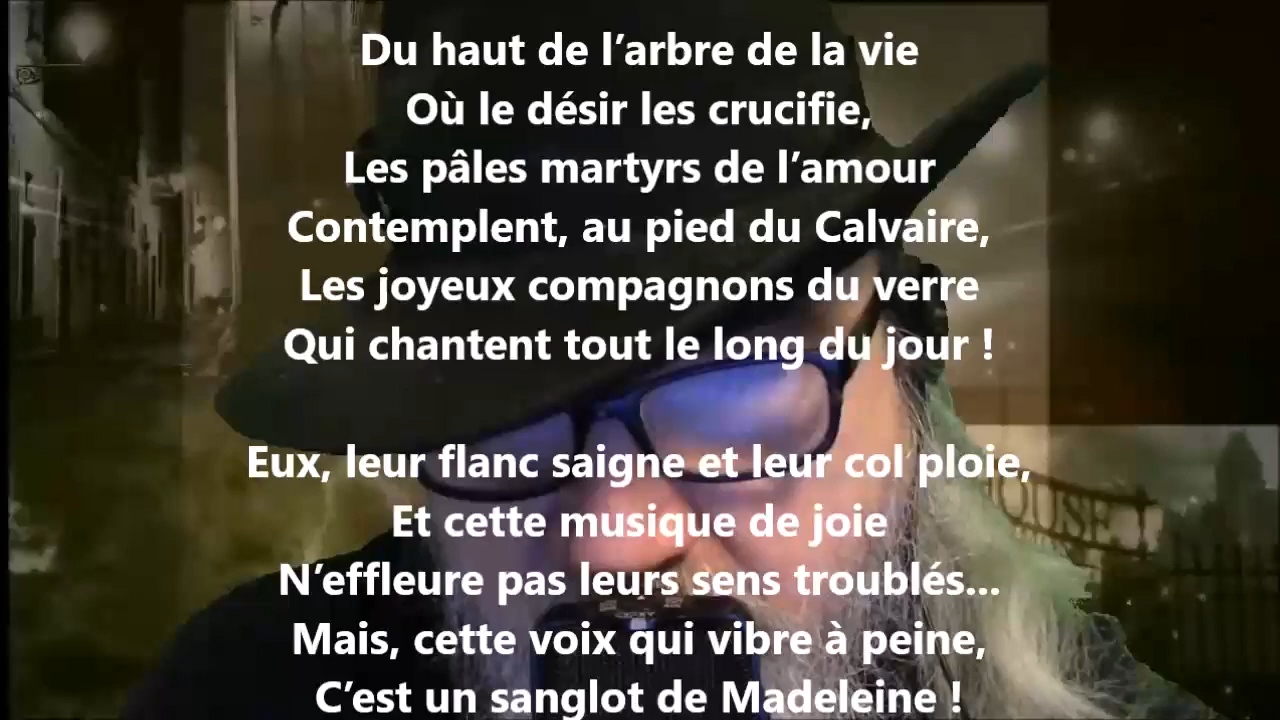 Du haut de l’arbre de la vie
Où le désir les crucifie,
Les pâles martyrs de l’amour
Contemplent, au pied du Calvaire,
Les joyeux compagnons du verre
Qui chantent tout le long du jour !
Eux, leur flanc saigne et leur col ploie,
Et cette musique de joie
N’effleure pas leurs sens troublés...
Mais, cette voix qui vibre à peine,
C’est un sanglot de Madeleine !